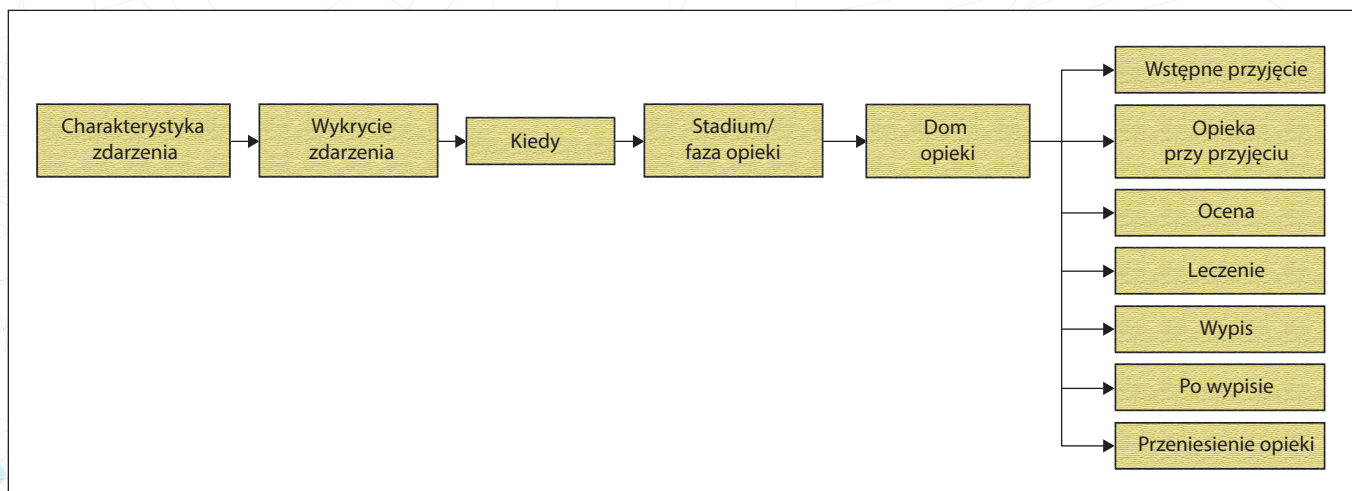 Charakterystyka
zdarzenia
Wykrycie
zdarzenia
Kiedy
Stadium/
faza opieki
Dom
opieki
Wstępne przyjęcie
Opieka
przy przyjęciu
Ocena
Leczenie
Wypis
Po wypisie
Przeniesienie opieki